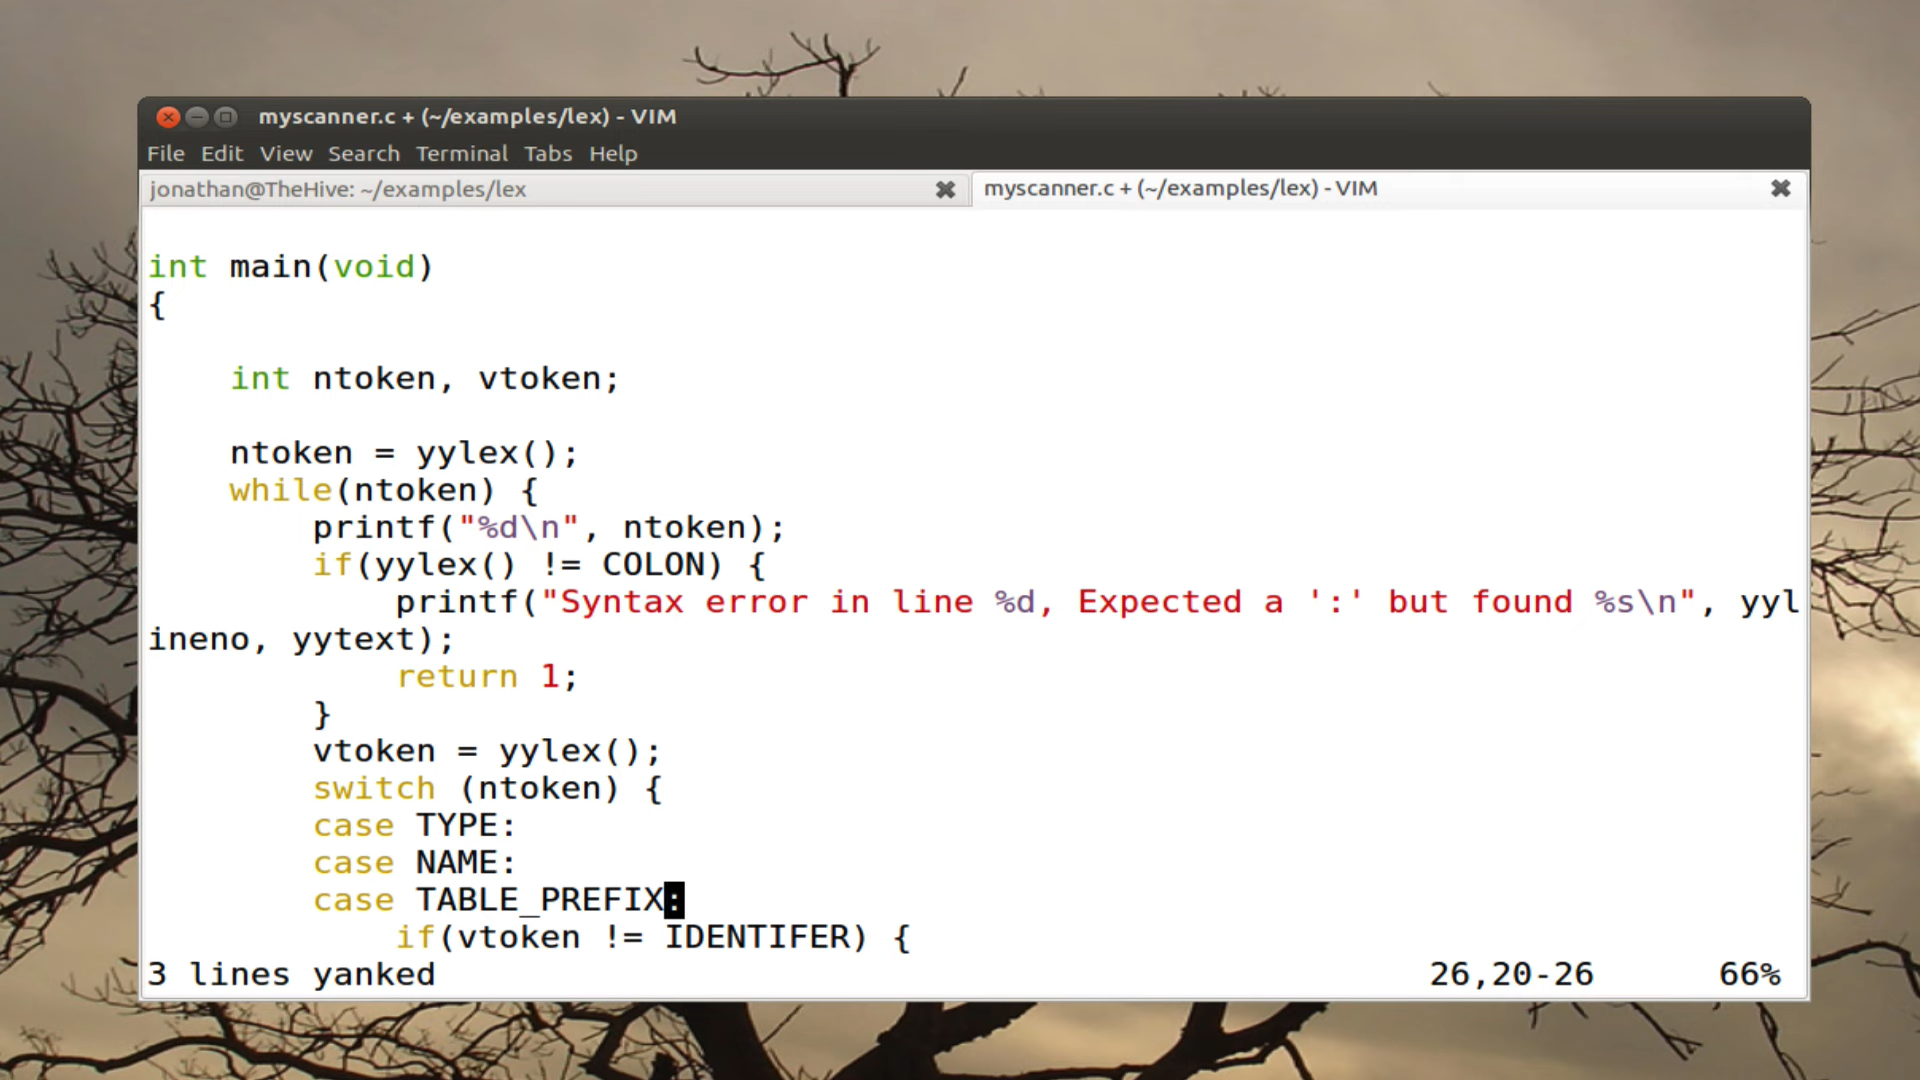 myscanner.c + (~/examples/lex) - VIM
File Edit View Search Terminal Tabs Help
jonathan@TheHive: ~/examples/lex
myscanner.c + (~/examples/lex) - VIM
int main(void)
{
    int ntoken, vtoken;
    ntoken = yylex();
    while(ntoken) {
        printf("%d\n", ntoken);
        if(yylex() != COLON) {
            printf("Syntax error in line %d, Expected a ':' but found %s\n", yyl
ineno, yytext);
            return 1;
        }
        vtoken = yylex();
        switch (ntoken) {
        case TYPE:
        case NAME:
        case TABLE_PREFIX:
            if(vtoken != IDENTIFER) {
3 lines yanked 26,20-26 66%